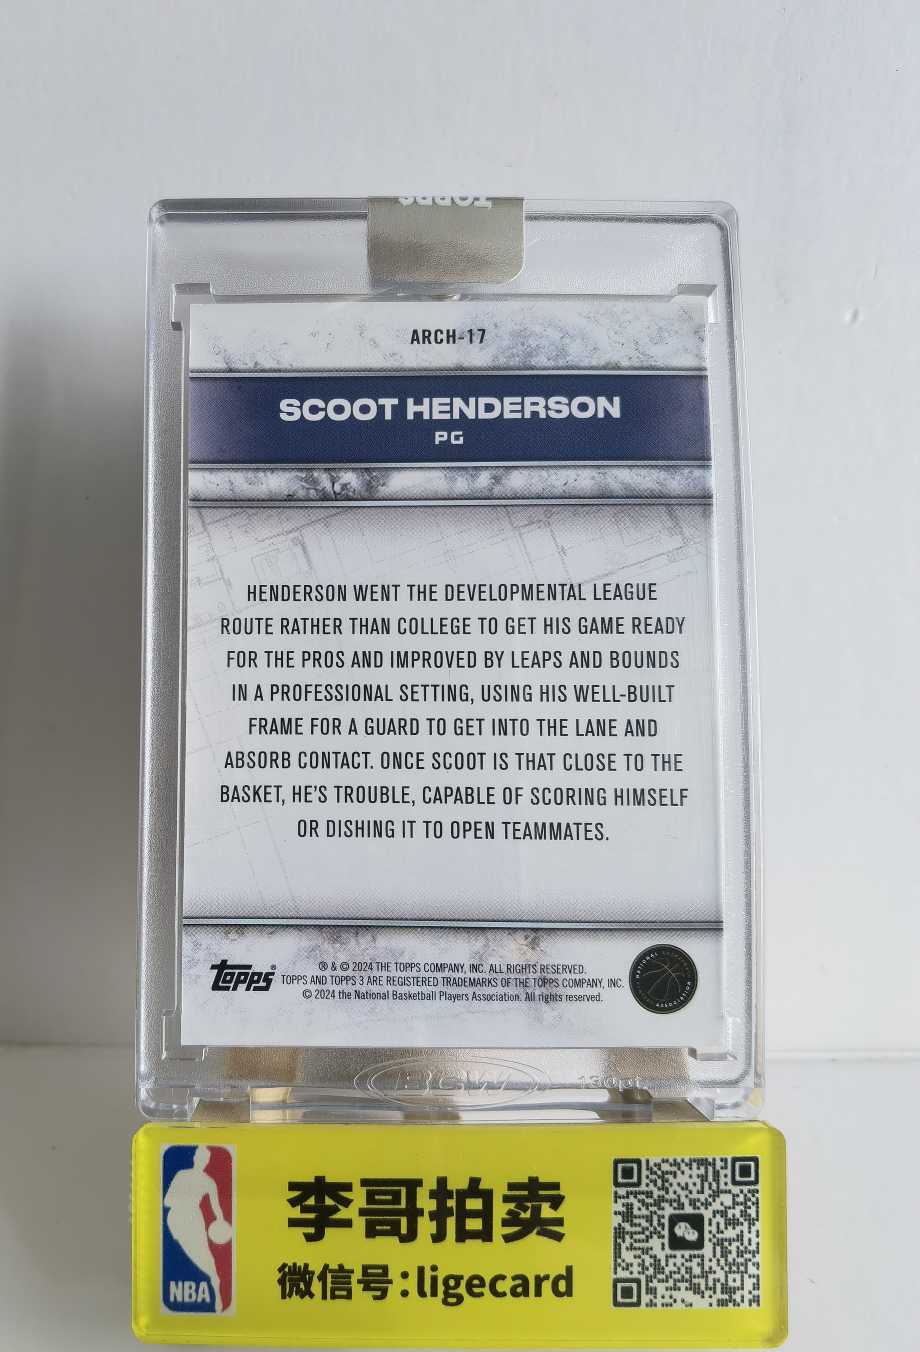 TOPPS
ARCH-17
SCOOT HENDERSON
PG
HENDERSON WENT THE DEVELOPMENTAL LEAGUE
ROUTE RATHER THAN COLLEGE TO GET HIS GAME READY
FOR THE PROS AND IMPROVED BY LEAPS AND BOUNDS
IN A PROFESSIONAL SETTING, USING HIS WELL-BUILT
FRAME FOR A GUARD TO GET INTO THE LANE AND
ABSORB CONTACT. ONCE SCOOT IS THAT CLOSE TO THE
BASKET, HE'S TROUBLE, CAPABLE OF SCORING HIMSELF
OR DISHING IT TO OPEN TEAMMATES.
topps®
® & © 2024 THE TOPPS COMPANY, INC. ALL RIGHTS RESERVED.
TOPPS AND TOPPS 3 ARE REGISTERED TRADEMARKS OF THE TOPPS COMPANY, INC.
© 2024 the National Basketball Players Association. All rights reserved.
NATIONAL
ASSOCIATION
BCW 130pt
NBA
李哥拍卖
微信号:ligecard